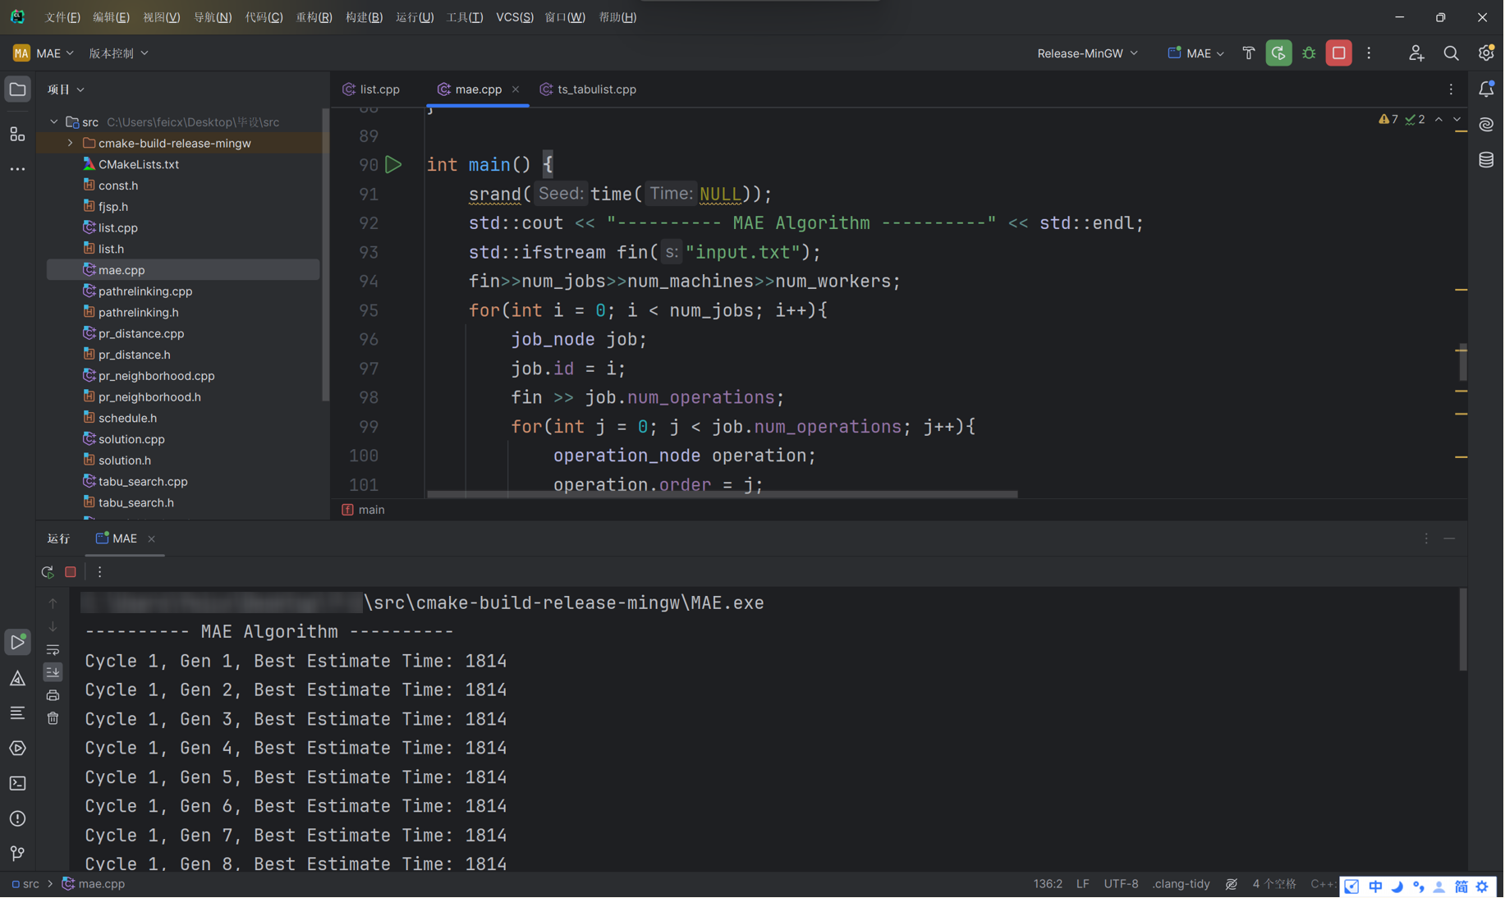 文件(F) 编辑(E) 视图(V) 导航(N) 代码(C) 重构(R) 构建(B) 运行(U) 工具(T) VCS(S) 窗口(W) 帮助(H)
MA MAE 版本控制 Release-MinGW MAE
项目 list.cpp mae.cpp ts_tabulist.cpp
src C:\Users\feicx\Desktop\毕设\src
cmake-build-release-mingw
CMakeLists.txt
const.h
fjsp.h
list.cpp
list.h
mae.cpp
pathrelinking.cpp
pathrelinking.h
pr_distance.cpp
pr_distance.h
pr_neighborhood.cpp
pr_neighborhood.h
schedule.h
solution.cpp
solution.h
tabu_search.cpp
tabu_search.h
7 2
89
90 int main() {
91 srand( Seed: time( Time: NULL));
92 std::cout << "---------- MAE Algorithm ----------" << std::endl;
93 std::ifstream fin( s: "input.txt");
94 fin>>num_jobs>>num_machines>>num_workers;
95 for(int i = 0; i < num_jobs; i++){
96 job_node job;
97 job.id = i;
98 fin >> job.num_operations;
99 for(int j = 0; j < job.num_operations; j++){
100 operation_node operation;
101 operation.order = j;
main
运行 MAE
\src\cmake-build-release-mingw\MAE.exe
---------- MAE Algorithm ----------
Cycle 1, Gen 1, Best Estimate Time: 1814
Cycle 1, Gen 2, Best Estimate Time: 1814
Cycle 1, Gen 3, Best Estimate Time: 1814
Cycle 1, Gen 4, Best Estimate Time: 1814
Cycle 1, Gen 5, Best Estimate Time: 1814
Cycle 1, Gen 6, Best Estimate Time: 1814
Cycle 1, Gen 7, Best Estimate Time: 1814
Cycle 1, Gen 8, Best Estimate Time: 1814
src mae.cpp 136:2 LF UTF-8 .clang-tidy 4 个空格 C++: 中 简